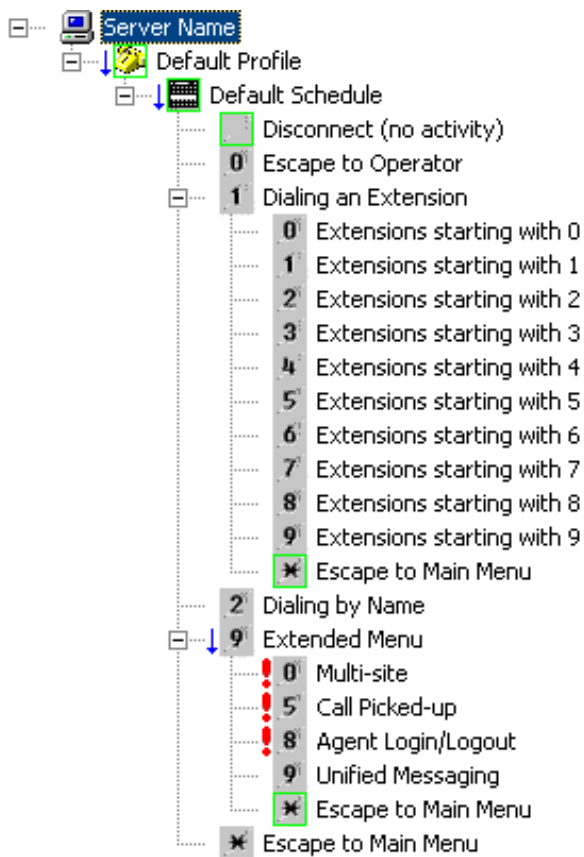 Server Name
Default Profile
Default Schedule
Disconnect (no activity)
0 Escape to Operator
1 Dialing an Extension
0 Extensions starting with 0
1 Extensions starting with 1
2 Extensions starting with 2
3 Extensions starting with 3
4 Extensions starting with 4
5 Extensions starting with 5
6 Extensions starting with 6
7 Extensions starting with 7
8 Extensions starting with 8
9 Extensions starting with 9
* Escape to Main Menu
2 Dialing by Name
9 Extended Menu
! 0 Multi-site
! 5 Call Picked-up
! 8 Agent Login/Logout
9 Unified Messaging
* Escape to Main Menu
* Escape to Main Menu